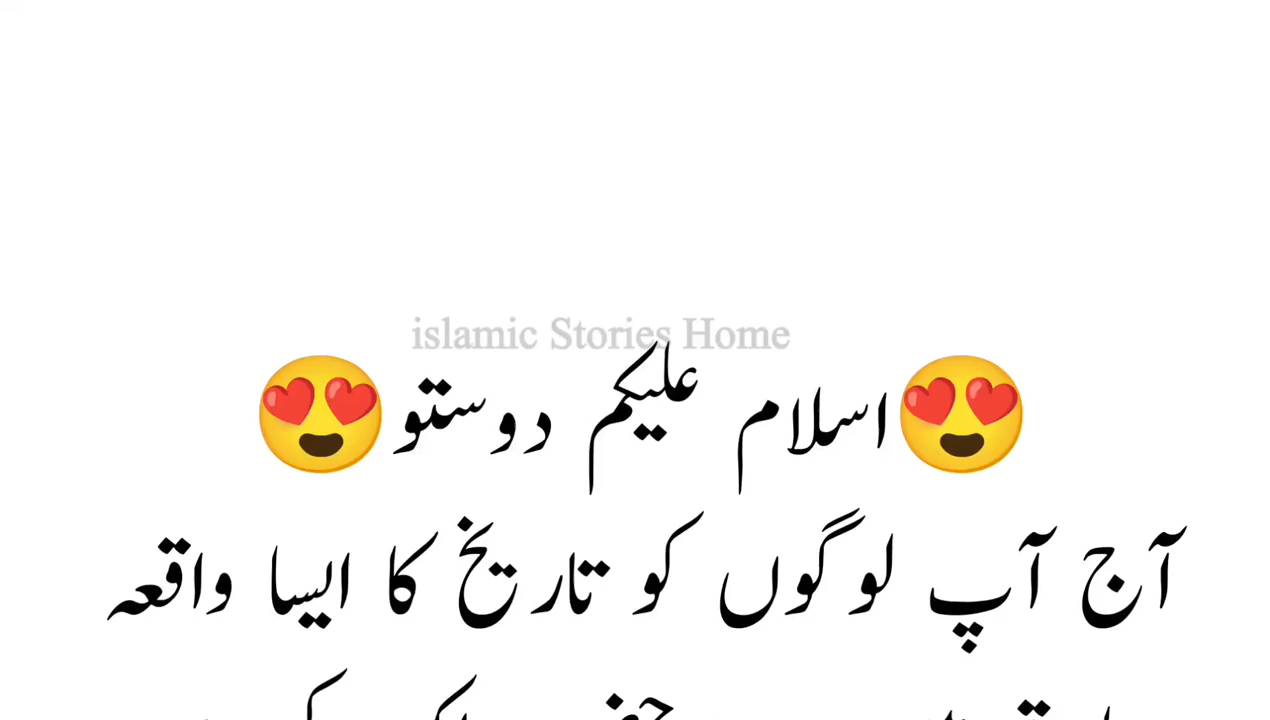 islamic Stories Home
😍اسلام علیکم دوستو😍
آج آپ لوگوں کو تاریخ کا ایسا واقعہ